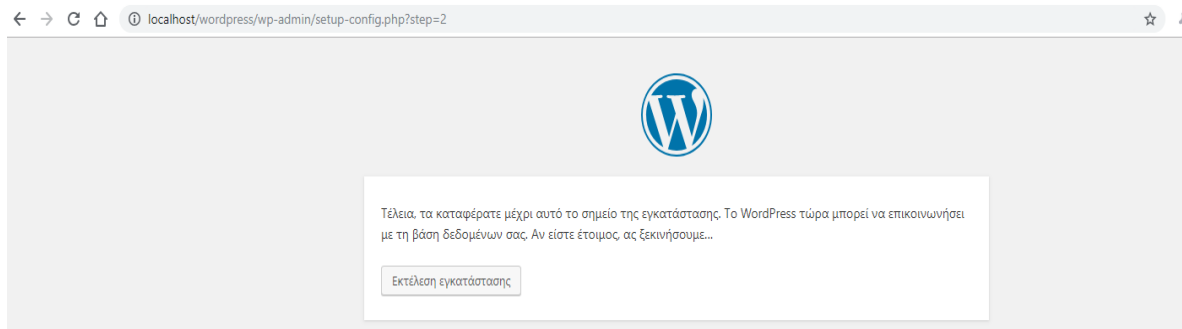 localhost/wordpress/wp-admin/setup-config.php?step=2
Τέλεια, τα καταφέρατε μέχρι αυτό το σημείο της εγκατάστασης. Το WordPress τώρα μπορεί να επικοινωνήσει
με τη βάση δεδομένων σας. Αν είστε έτοιμος, ας ξεκινήσουμε...
Εκτέλεση εγκατάστασης